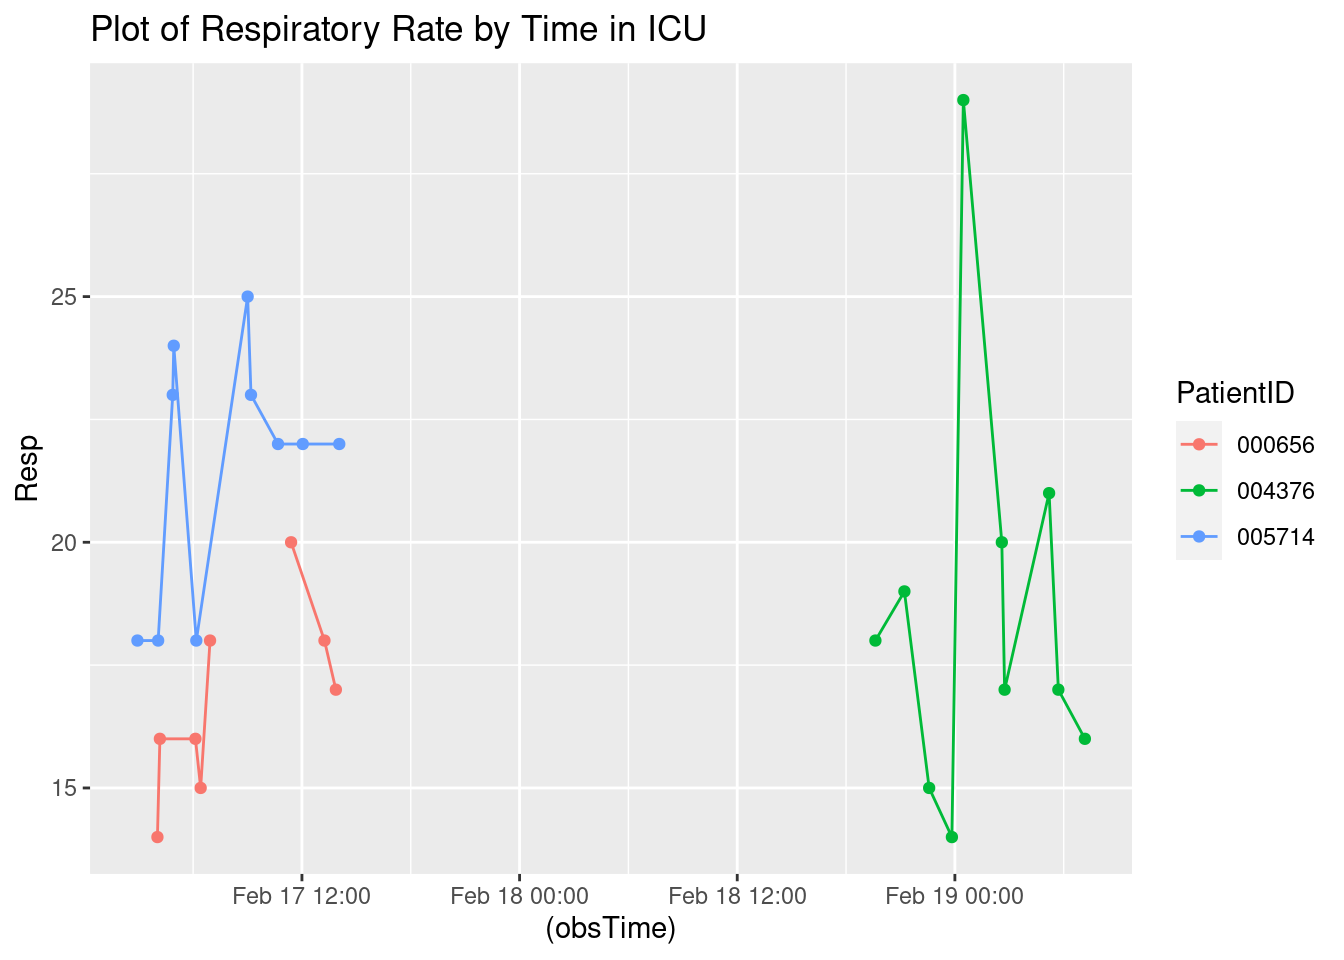 Plot of Respiratory Rate by Time in ICU
Resp
25
20
15
Feb 17 12:00
Feb 18 00:00
Feb 18 12:00
Feb 19 00:00
(obsTime)
PatientID
000656
004376
005714